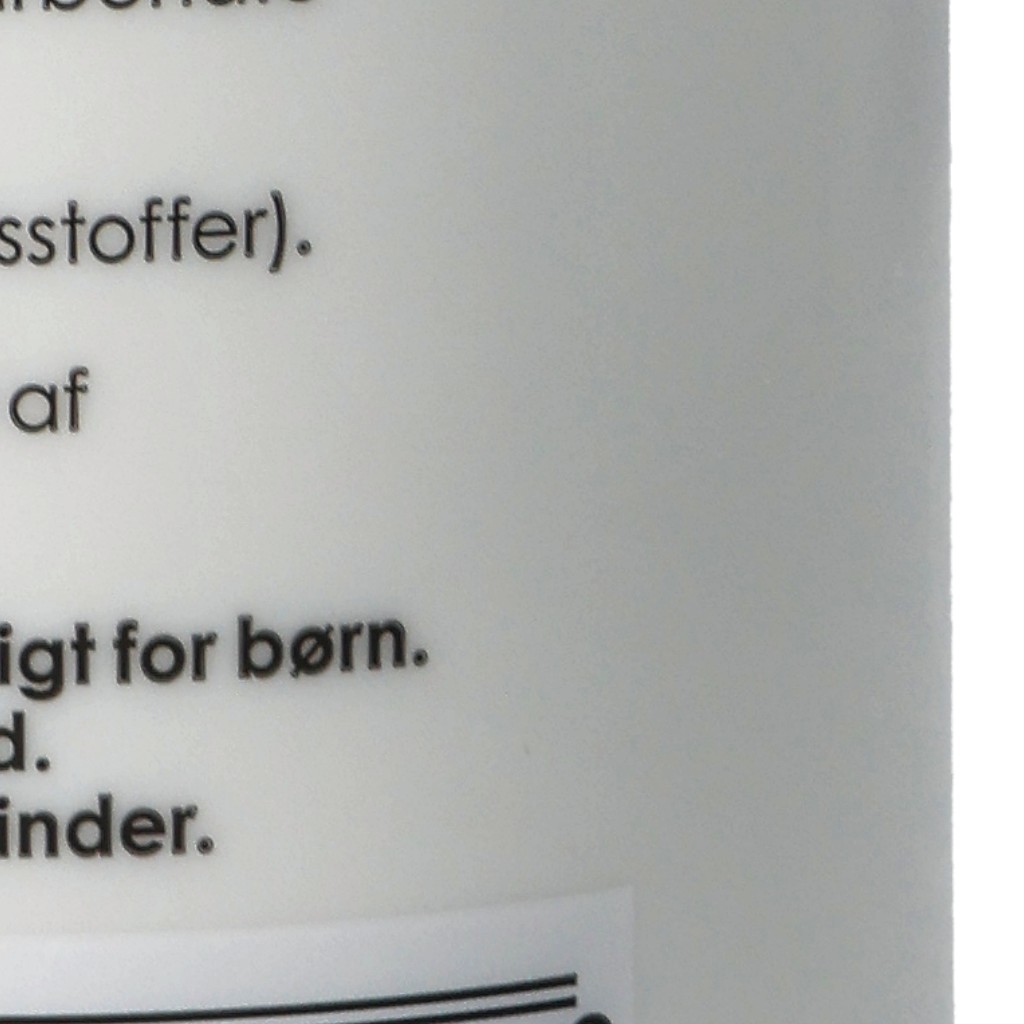 sstoffer).
af
igt for børn.
d.
inder.